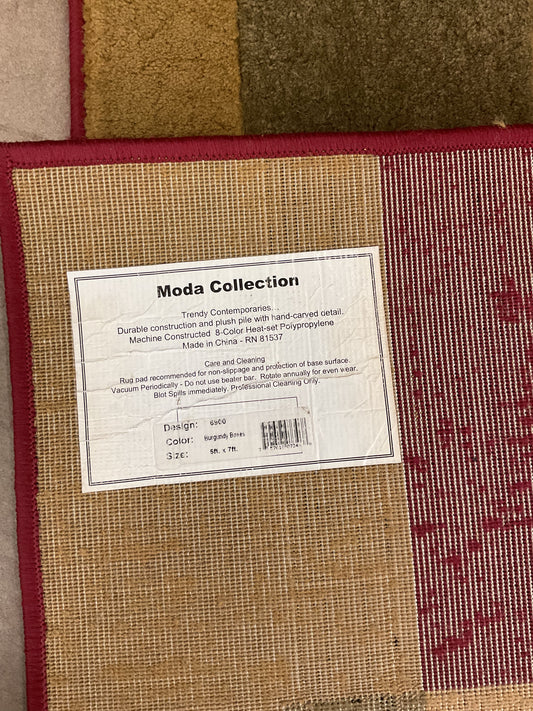 Moda Collection
Trendy Contemporaries. .
Durable construction and plush pile with hand-carved detail.
Machine Constructed 8-Color Heat-set Polypropylene
Made in China - RN 81537
Care and Cleaning
Rug pad recommended for non-slippage and protection of base surface.
Vacuum Periodically - Do not use beater bar. Rotate annually for even wear.
Blot Spills immediately. Professional Cleaning Only.
Design: 6900
Color: Burgundy Boxes
Size: 5ft. x 7ft.